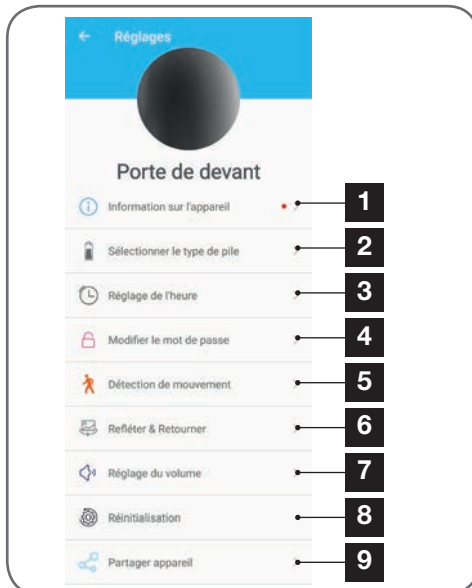 Réglages
Porte de devant
Information sur l'appareil 1
Sélectionner le type de pile 2
Réglage de l'heure 3
Modifier le mot de passe 4
Détection de mouvement 5
Refléter & Retourner 6
Réglage du volume 7
Réinitialisation 8
Partager appareil 9